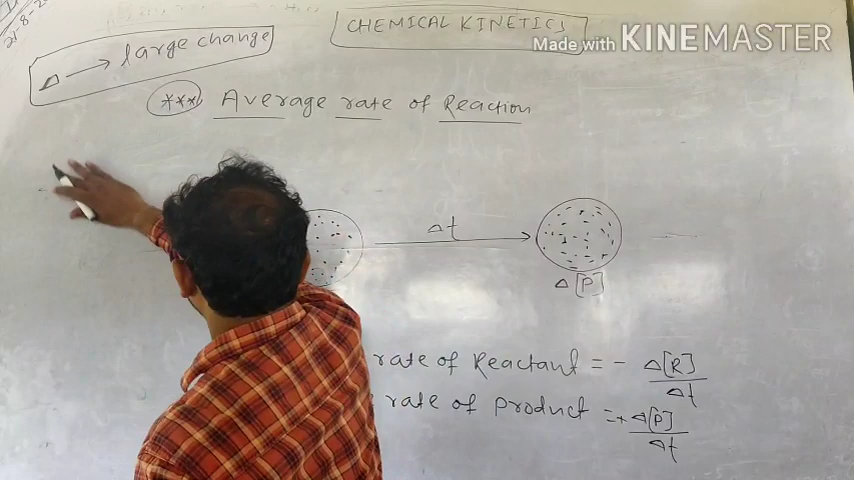 CHEMICAL KINETICS
Made with KINEMASTER
Δ → large change
*** Average rate of Reaction
Δt
Δ[P]
rate of Reactant = - Δ[R]/Δt
rate of product = + Δ[P]/Δt